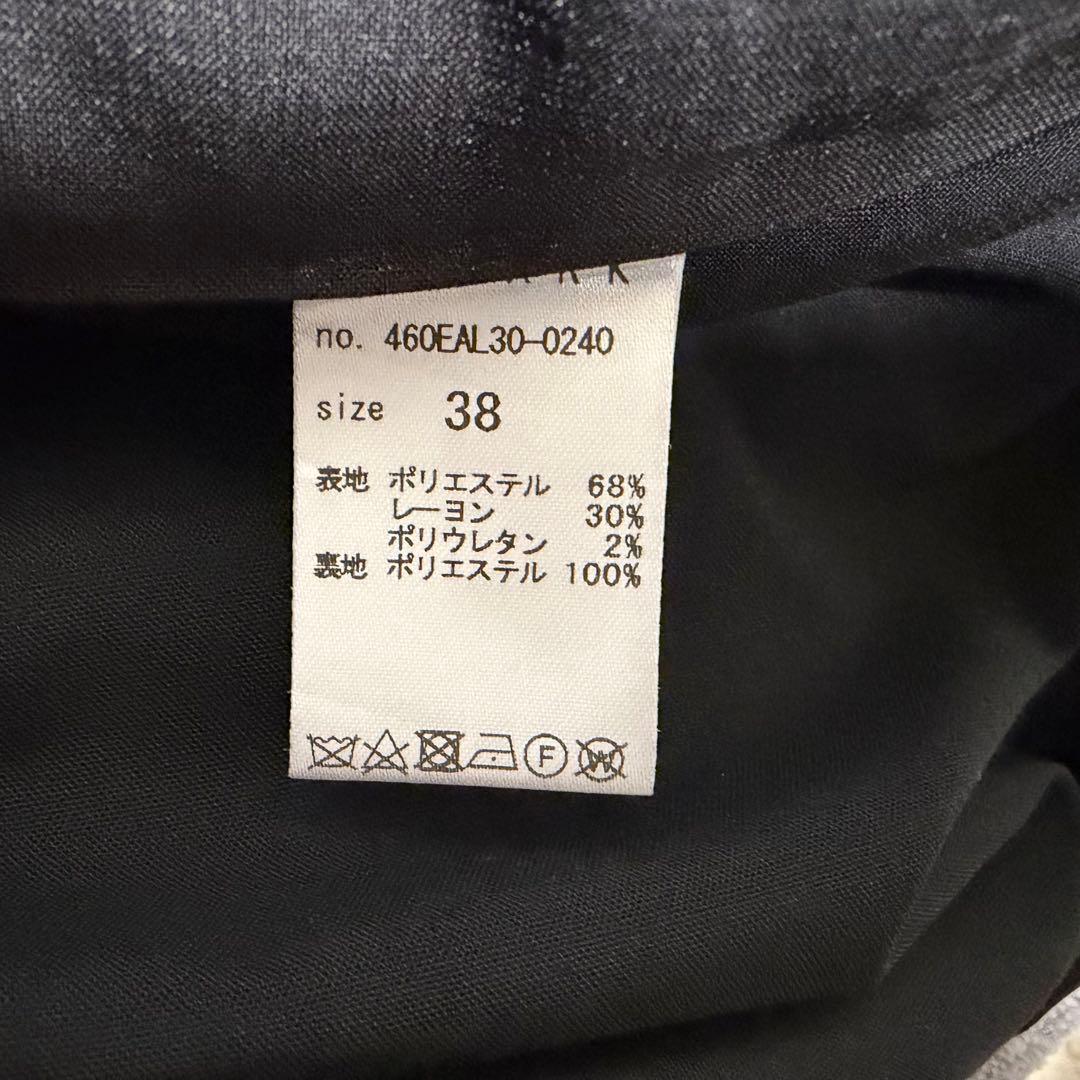 no. 460EAL30-0240
size 38
表地 ポリエステル 68%
レーヨン 30%
ポリウレタン 2%
裏地 ポリエステル 100%
F W